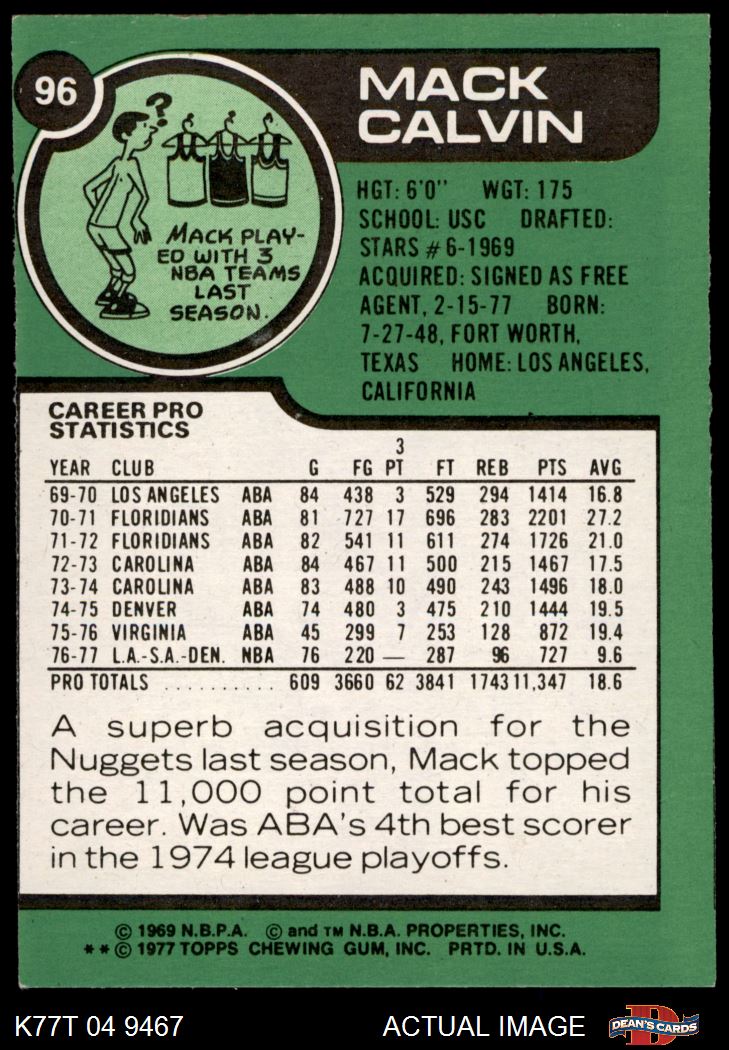 96
MACK
CALVIN
?
MACK PLAY-
ED WITH 3
NBA TEAMS
LAST
SEASON.
HGT: 6'0" WGT: 175
SCHOOL: USC DRAFTED:
STARS #6-1969
ACQUIRED: SIGNED AS FREE
AGENT, 2-15-77 BORN:
7-27-48, FORT WORTH,
TEXAS HOME: LOS ANGELES,
CALIFORNIA
CAREER PRO
STATISTICS
YEAR CLUB G FG 3 PT FT REB PTS AVG
69-70 LOS ANGELES ABA 84 438 3 529 294 1414 16.8
70-71 FLORIDIANS ABA 81 727 17 696 283 2201 27.2
71-72 FLORIDIANS ABA 82 541 11 611 274 1726 21.0
72-73 CAROLINA ABA 84 467 11 500 215 1467 17.5
73-74 CAROLINA ABA 83 488 10 490 243 1496 18.0
74-75 DENVER ABA 74 480 3 475 210 1444 19.5
75-76 VIRGINIA ABA 45 299 7 253 128 872 19.4
76-77 L.A.-S.A.-DEN. NBA 76 220 — 287 96 727 9.6
PRO TOTALS .......... 609 3660 62 3841 1743 11,347 18.6
A superb acquisition for the
Nuggets last season, Mack topped
the 11,000 point total for his
career. Was ABA's 4th best scorer
in the 1974 league playoffs.
© 1969 N.B.P.A. © and TM N.B.A. PROPERTIES, INC.
**© 1977 TOPPS CHEWING GUM, INC. PRTD. IN U.S.A.
K77T 04 9467 ACTUAL IMAGE D DEAN'S CARDS